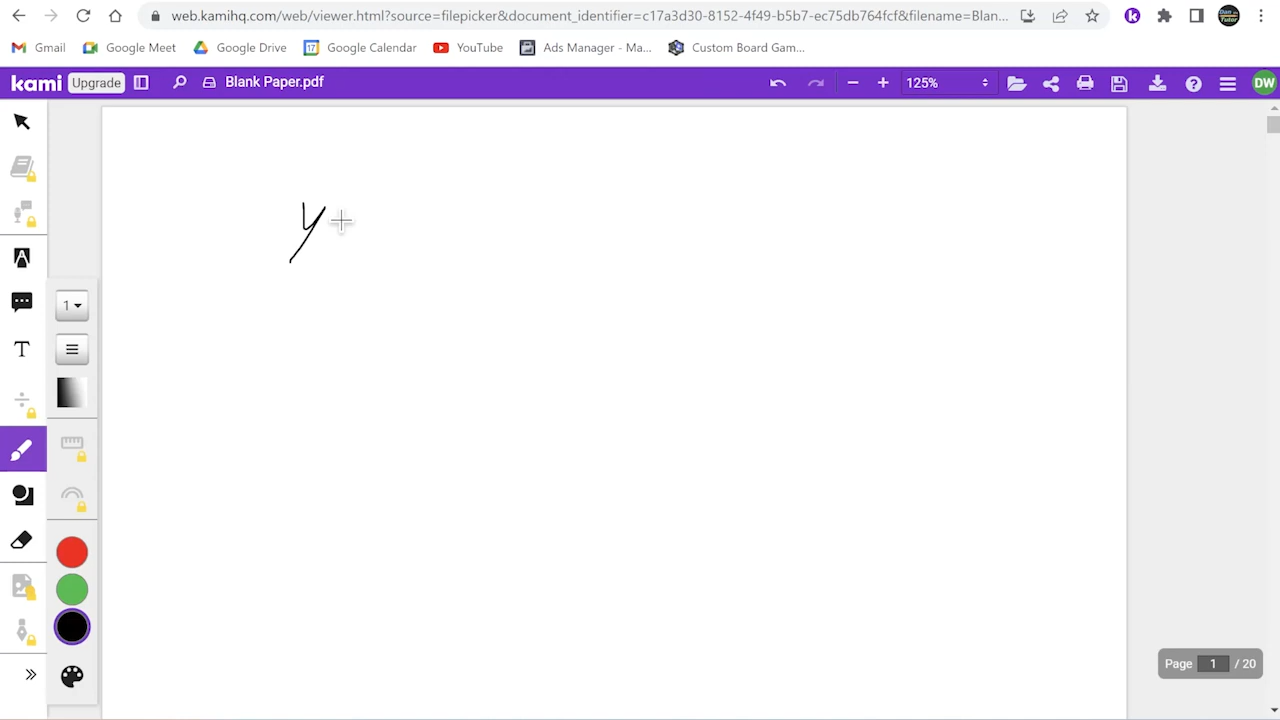 web.kamihq.com/web/viewer.html?source=filepicker&document_identifier=c17a3d30-8152-4f49-b5b7-ec75db764fcf&filename=Blan...
Gmail Google Meet Google Drive Google Calendar YouTube Ads Manager - Ma... Custom Board Gam...
kami Upgrade Blank Paper.pdf 125% DW
y
1
T
Page 1 / 20